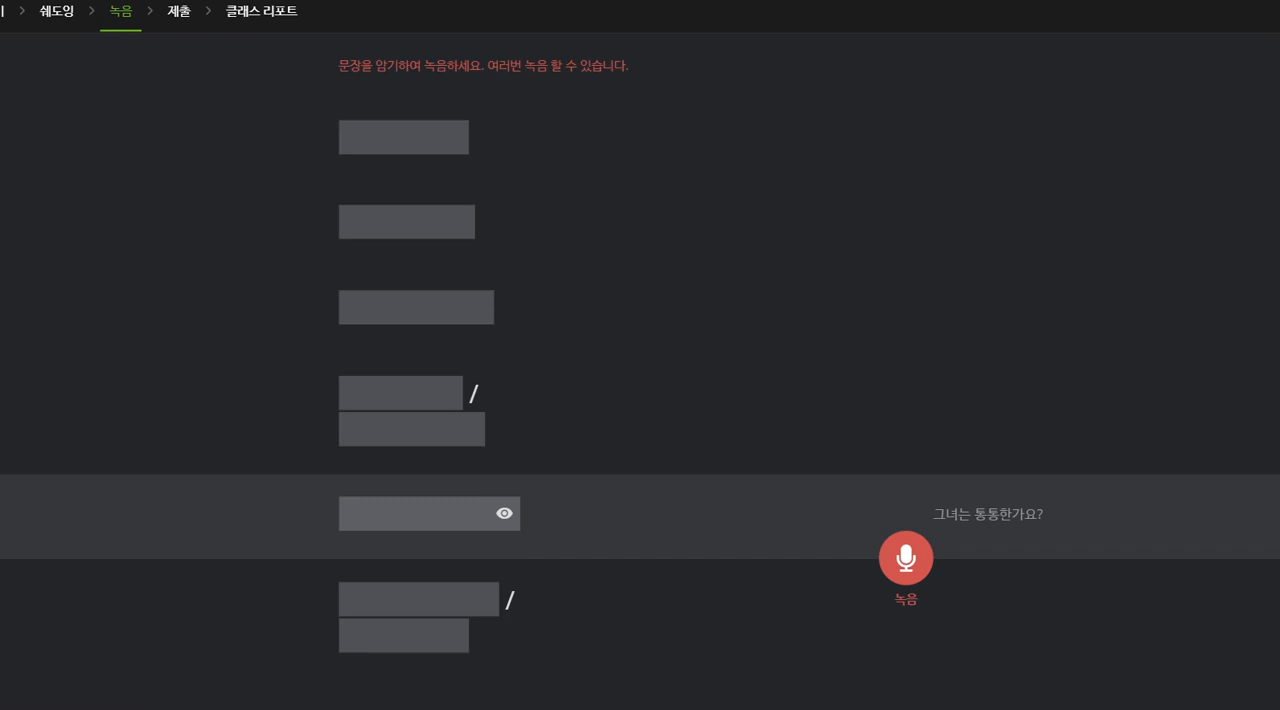 쉐도잉 녹음 제출 클래스 리포트
문장을 암기하여 녹음하세요. 여러번 녹음 할 수 있습니다.
/
그녀는 통통한가요?
/
녹음